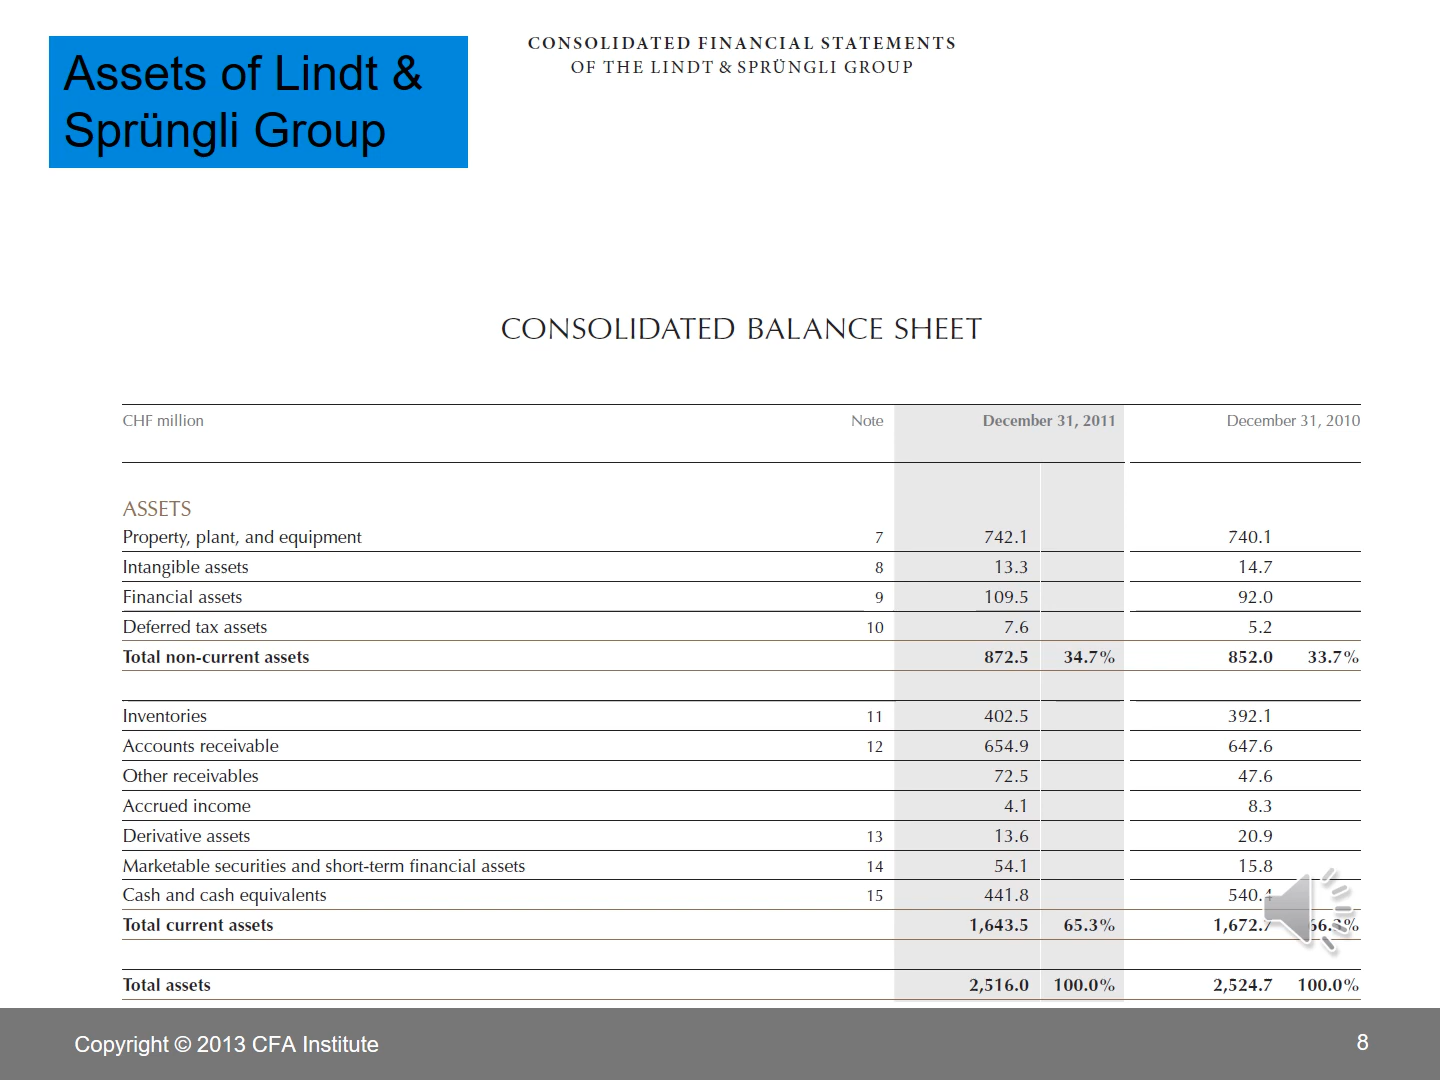 Assets of Lindt &
Sprüngli Group
CONSOLIDATED FINANCIAL STATEMENTS
OF THE LINDT & SPRÜNGLI GROUP
CONSOLIDATED BALANCE SHEET
CHF million Note December 31, 2011 December 31, 2010
ASSETS
Property, plant, and equipment 7 742.1 740.1
Intangible assets 8 13.3 14.7
Financial assets 9 109.5 92.0
Deferred tax assets 10 7.6 5.2
Total non-current assets 872.5 34.7% 852.0 33.7%
Inventories 11 402.5 392.1
Accounts receivable 12 654.9 647.6
Other receivables 72.5 47.6
Accrued income 4.1 8.3
Derivative assets 13 13.6 20.9
Marketable securities and short-term financial assets 14 54.1 15.8
Cash and cash equivalents 15 441.8 540.4
Total current assets 1,643.5 65.3% 1,672.7
Total assets 2,516.0 100.0% 2,524.7 100.0%
Copyright © 2013 CFA Institute 8